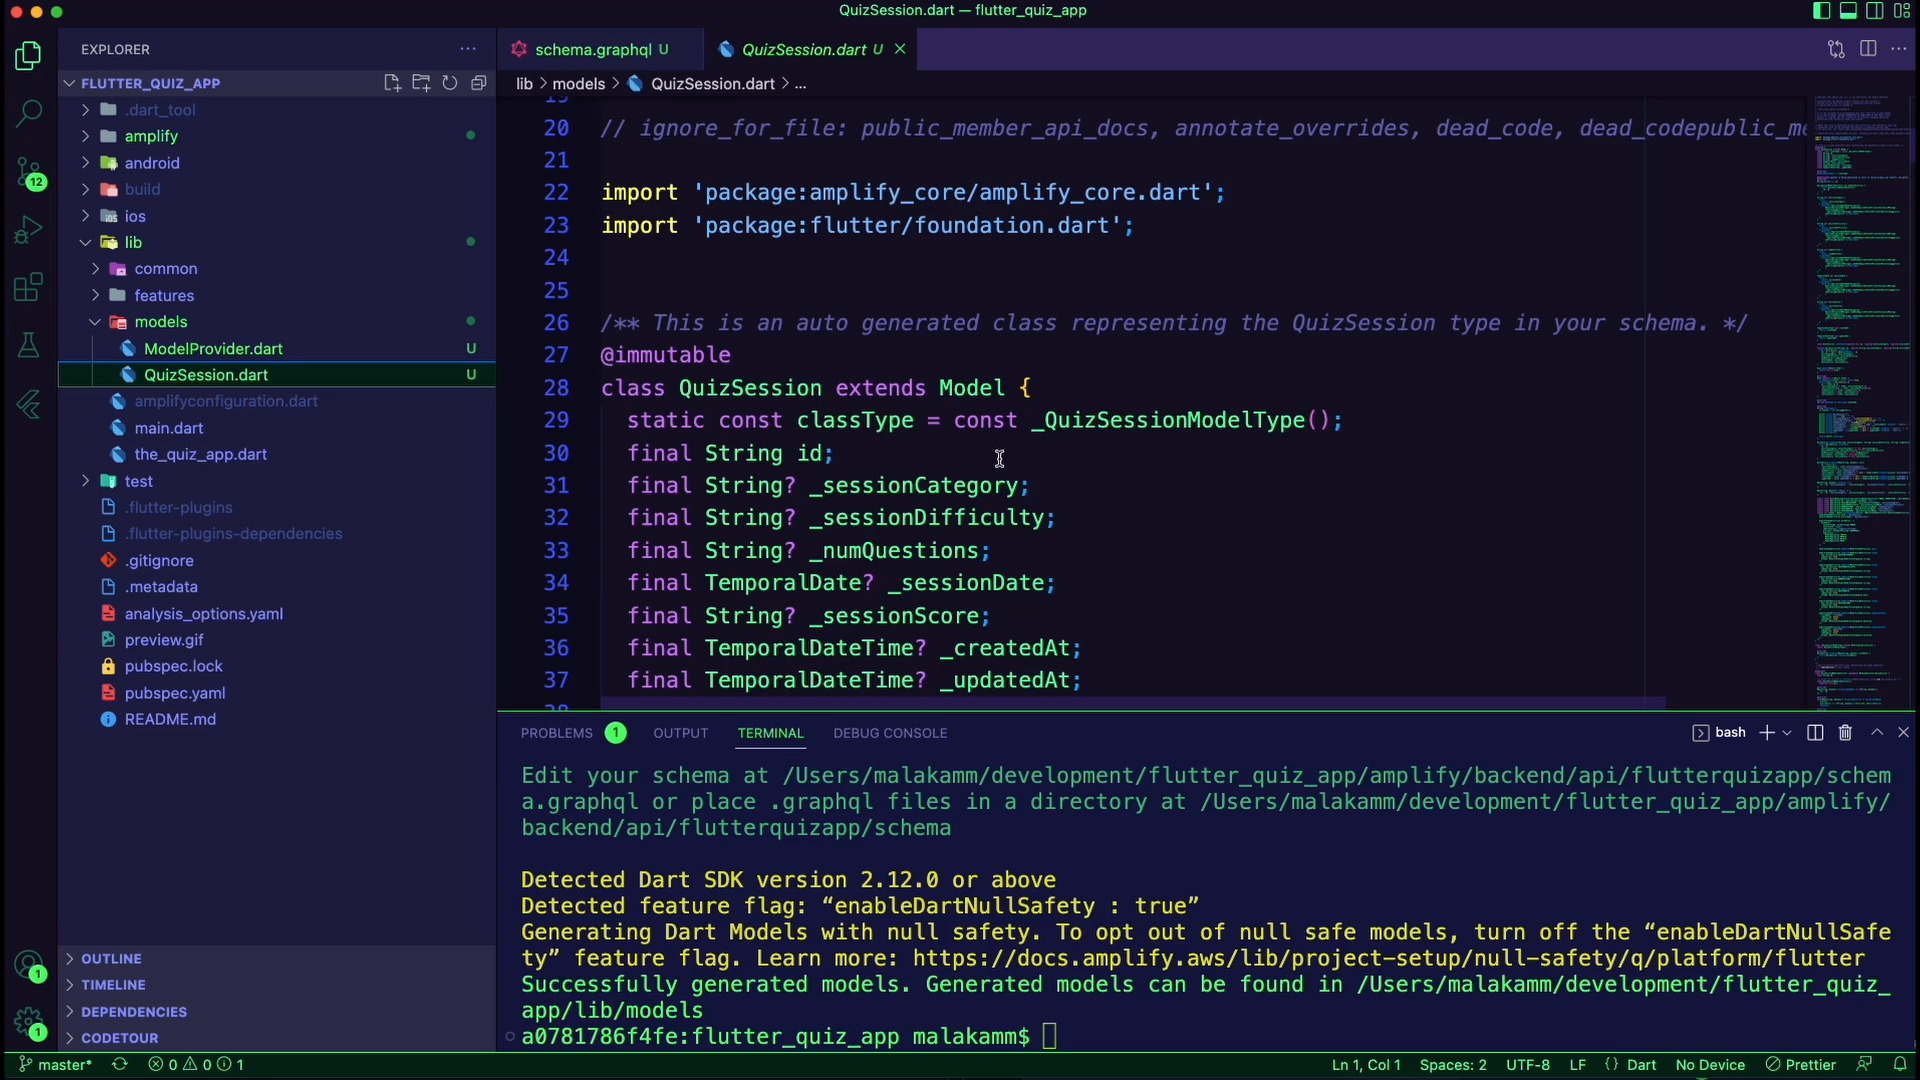 QuizSession.dart — flutter_quiz_app
EXPLORER
FLUTTER_QUIZ_APP
.dart_tool
amplify
android
build
ios
lib
common
features
models
ModelProvider.dart U
QuizSession.dart U
amplifyconfiguration.dart
main.dart
the_quiz_app.dart
test
.flutter-plugins
.flutter-plugins-dependencies
.gitignore
.metadata
analysis_options.yaml
preview.gif
pubspec.lock
pubspec.yaml
README.md
OUTLINE
TIMELINE
DEPENDENCIES
CODETOUR
12
1
1
schema.graphql U
QuizSession.dart U
lib > models > QuizSession.dart > ...
19
20 // ignore_for_file: public_member_api_docs, annotate_overrides, dead_code, dead_codepublic_me
21
22 import 'package:amplify_core/amplify_core.dart';
23 import 'package:flutter/foundation.dart';
24
25
26 /** This is an auto generated class representing the QuizSession type in your schema. */
27 @immutable
28 class QuizSession extends Model {
29 static const classType = const _QuizSessionModelType();
30 final String id;
31 final String? _sessionCategory;
32 final String? _sessionDifficulty;
33 final String? _numQuestions;
34 final TemporalDate? _sessionDate;
35 final String? _sessionScore;
36 final TemporalDateTime? _createdAt;
37 final TemporalDateTime? _updatedAt;
38
PROBLEMS 1 OUTPUT TERMINAL DEBUG CONSOLE bash
Edit your schema at /Users/malakamm/development/flutter_quiz_app/amplify/backend/api/flutterquizapp/schem
a.graphql or place .graphql files in a directory at /Users/malakamm/development/flutter_quiz_app/amplify/
backend/api/flutterquizapp/schema
Detected Dart SDK version 2.12.0 or above
Detected feature flag: “enableDartNullSafety : true”
Generating Dart Models with null safety. To opt out of null safe models, turn off the “enableDartNullSafe
ty” feature flag. Learn more: https://docs.amplify.aws/lib/project-setup/null-safety/q/platform/flutter
Successfully generated models. Generated models can be found in /Users/malakamm/development/flutter_quiz_
app/lib/models
a0781786f4fe:flutter_quiz_app malakamm$
master* 0 0 1 Ln 1, Col 1 Spaces: 2 UTF-8 LF {} Dart No Device Prettier